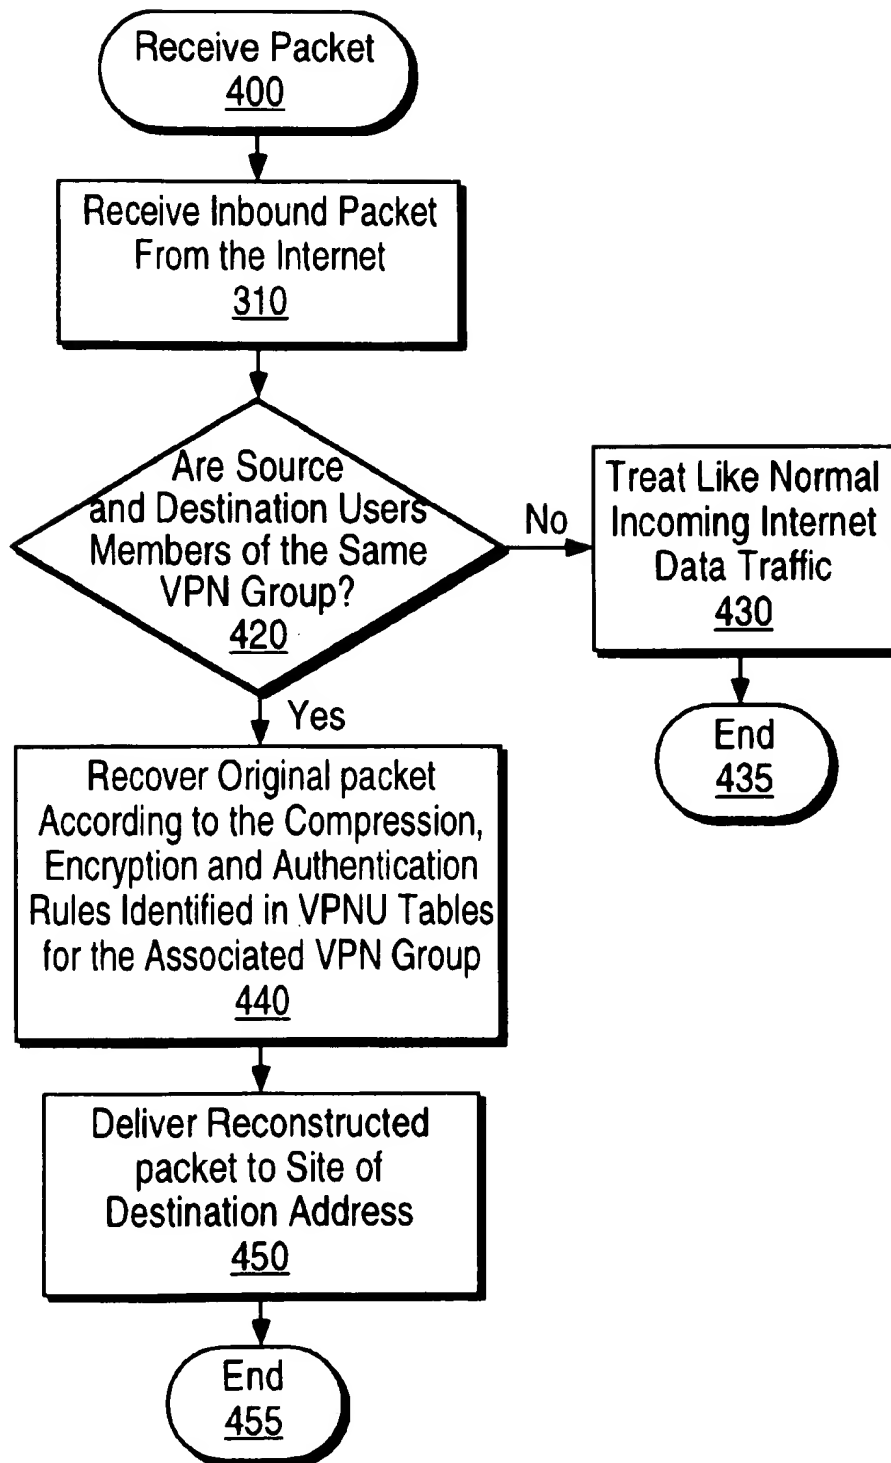 Receive Packet
400
Receive Inbound Packet
From the Internet
310
Are Source
and Destination Users
Members of the Same
VPN Group?
420
No
Treat Like Normal
Incoming Internet
Data Traffic
430
End
435
Yes
Recover Original packet
According to the Compression,
Encryption and Authentication
Rules Identified in VPNU Tables
for the Associated VPN Group
440
Deliver Reconstructed
packet to Site of
Destination Address
450
End
455